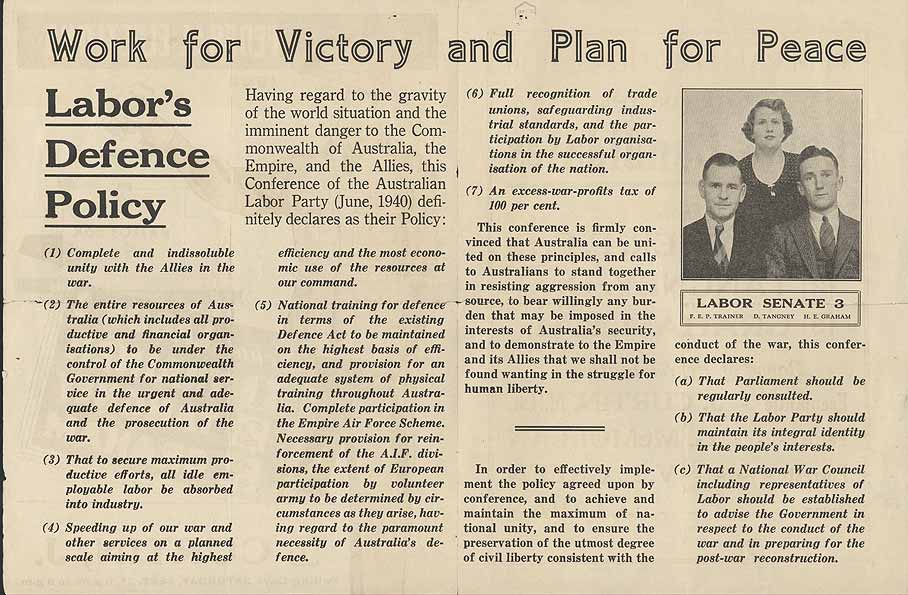 Work for Victory and Plan for Peace
Labor's
Defence
Policy
Having regard to the gravity
of the world situation and the
imminent danger to the Com-
monwealth of Australia, the
Empire, and the Allies, this
Conference of the Australian
Labor Party (June, 1940) defi-
nitely declares as their Policy:
(1) Complete and indissoluble
unity with the Allies in the
war.
(2) The entire resources of Aus-
tralia (which includes all pro-
ductive and financial organ-
isations) to be under the
control of the Commonwealth
Government for national ser-
vice in the urgent and ade-
quate defence of Australia
and the prosecution of the
war.
(3) That to secure maximum pro-
ductive efforts, all idle em-
ployable labor be absorbed
into industry.
(4) Speeding up of our war and
other services on a planned
scale aiming at the highest
efficiency and the most econo-
mic use of the resources at
our command.
(5) National training for defence
in terms of the existing
Defence Act to be maintained
on the highest basis of effi-
ciency, and provision for an
adequate system of physical
training throughout Austra-
lia. Complete participation in
the Empire Air Force Scheme.
Necessary provision for rein-
forcement of the A.I.F. divi-
sions, the extent of European
participation by volunteer
army to be determined by cir-
cumstances as they arise, hav-
ing regard to the paramount
necessity of Australia's de-
fence.
(6) Full recognition of trade
unions, safeguarding indus-
trial standards, and the par-
ticipation by Labor organisa-
tions in the successful organ-
isation of the nation.
(7) An excess-war-profits tax of
100 per cent.
This conference is firmly con-
vinced that Australia can be uni-
ted on these principles, and calls
to Australians to stand together
in resisting aggression from any
source, to bear willingly any bur-
den that may be imposed in the
interests of Australia's security,
and to demonstrate to the Empire
and its Allies that we shall not be
found wanting in the struggle for
human liberty.
In order to effectively imple-
ment the policy agreed upon by
conference, and to achieve and
maintain the maximum of na-
tional unity, and to ensure the
preservation of the utmost degree
of civil liberty consistent with the
LABOR SENATE 3
F. E. P. TRAINER D. TANGNEY H. E. GRAHAM
conduct of the war, this confer-
ence declares:
(a) That Parliament should be
regularly consulted.
(b) That the Labor Party should
maintain its integral identity
in the people's interests.
(c) That a National War Council
including representatives of
Labor should be established
to advise the Government in
respect to the conduct of the
war and in preparing for the
post-war reconstruction.